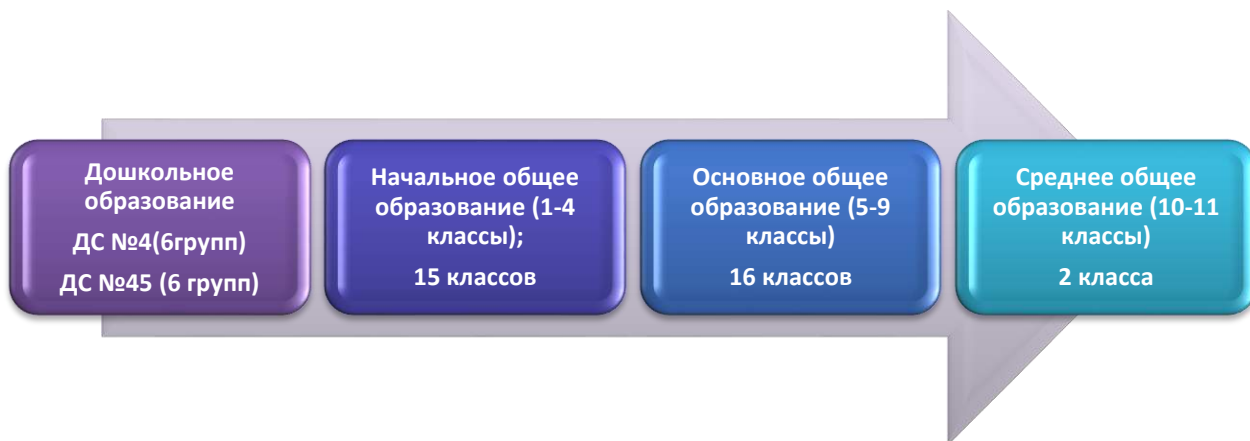 Дошкольное
образование
ДС №4(6групп)
ДС №45 (6 групп)
Начальное общее
образование (1-4
классы);
15 классов
Основное общее
образование (5-9
классы)
16 классов
Среднее общее
образование (10-11
классы)
2 класса